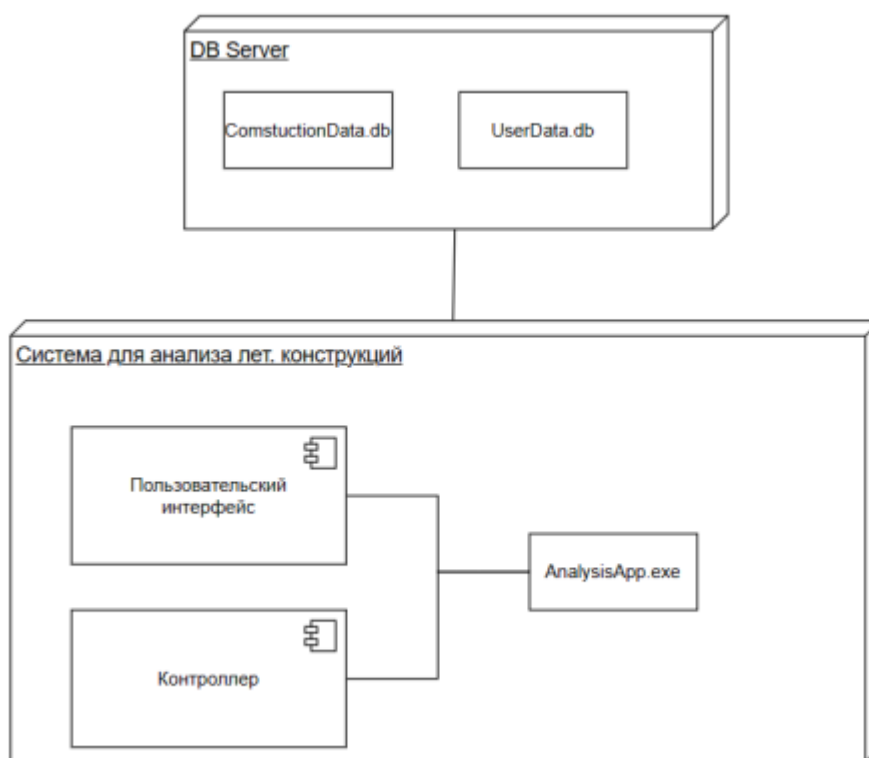 DB Server
ComstuctionData.db
UserData.db
Система для анализа лет. конструкций
Пользовательский
интерфейс
AnalysisApp.exe
Контроллер